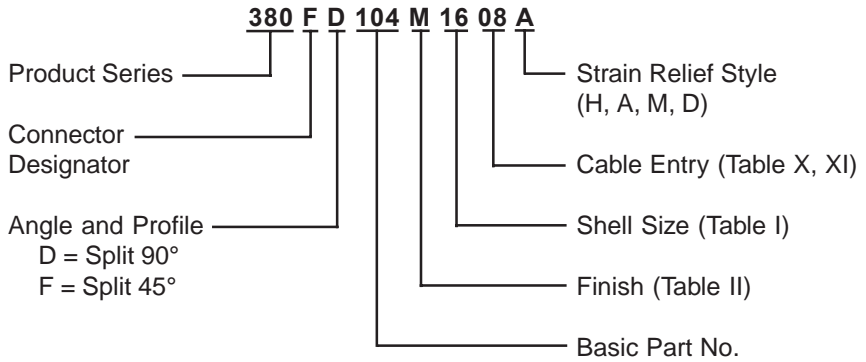 380 F D 104 M 16 08 A
Product Series
Connector
Designator
Angle and Profile
D = Split 90°
F = Split 45°
Strain Relief Style
(H, A, M, D)
Cable Entry (Table X, XI)
Shell Size (Table I)
Finish (Table II)
Basic Part No.